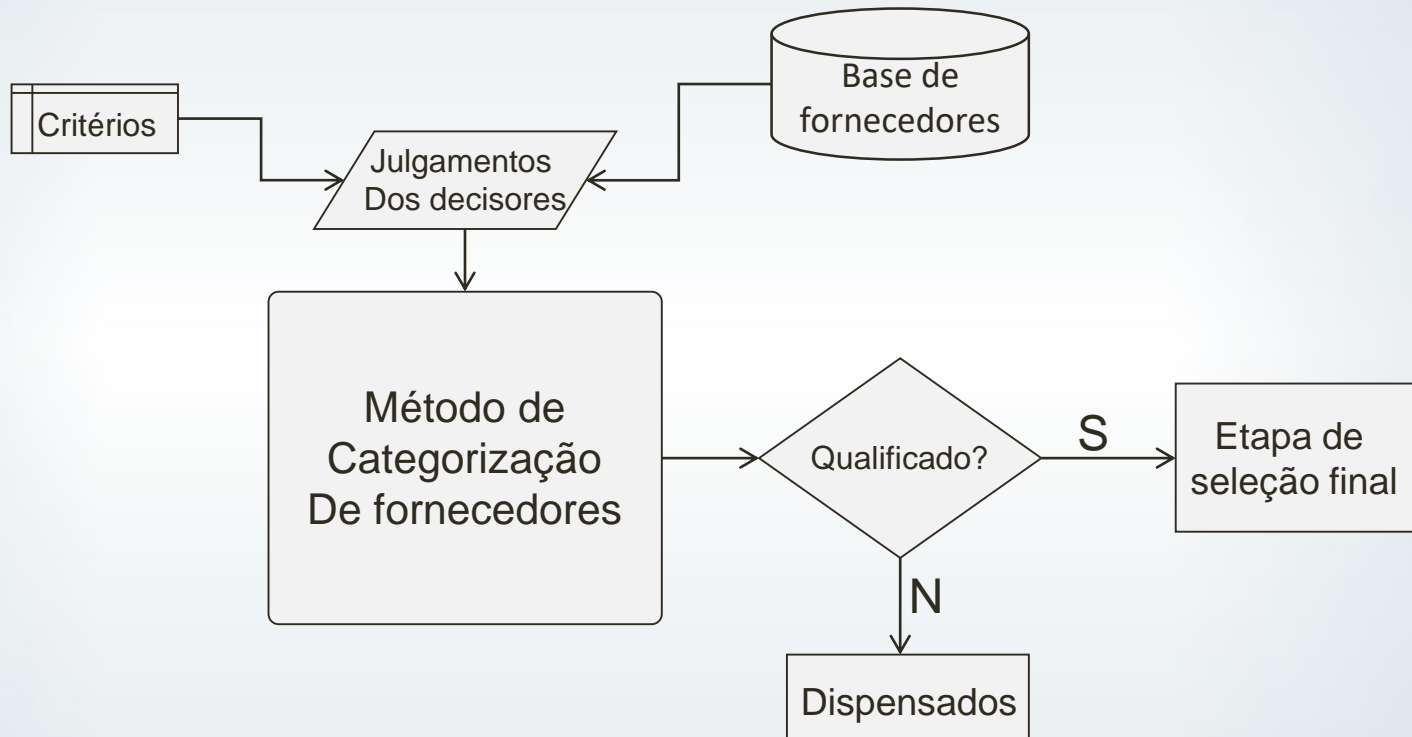 Base de
fornecedores
Critérios
Julgamentos
Dos decisores
Método de
Categorização
De fornecedores
Qualificado?
S
Etapa de
seleção final
N
Dispensados